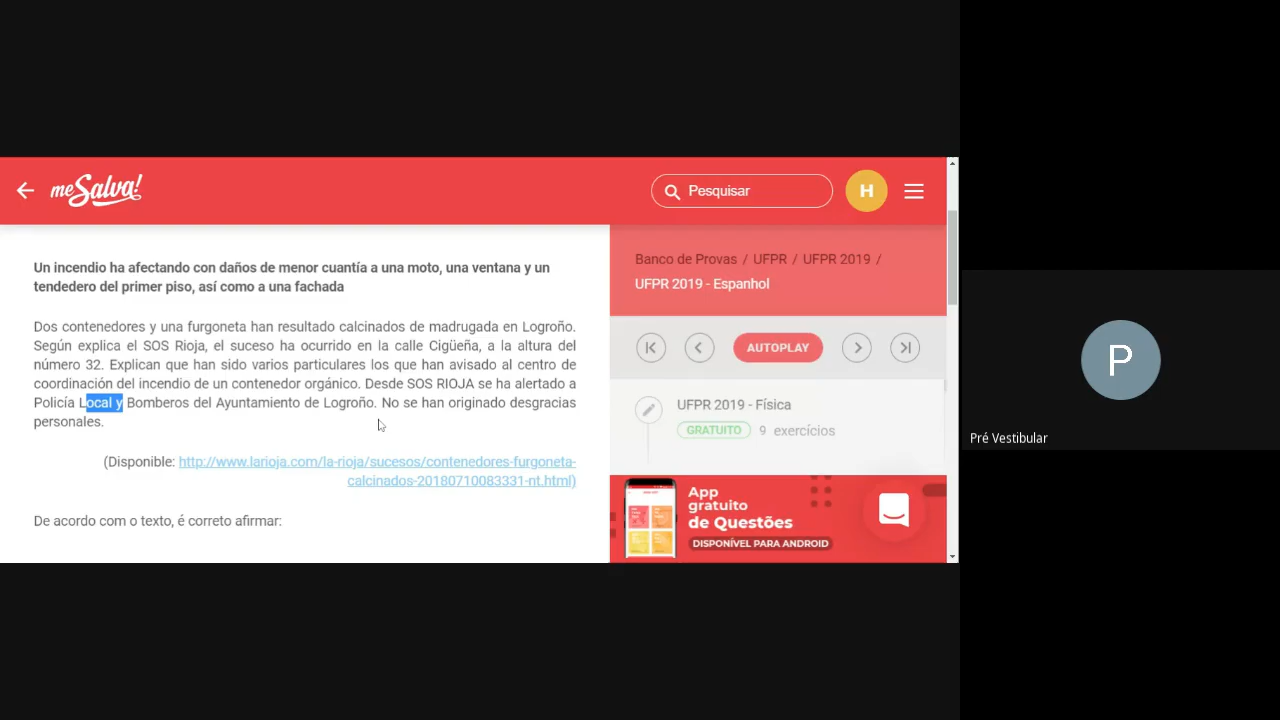 me Salva!
Pesquisar
H
Un incendio ha afectando con daños de menor cuantía a una moto, una ventana y un
tendedero del primer piso, así como a una fachada
Dos contenedores y una furgoneta han resultado calcinados de madrugada en Logroño.
Según explica el SOS Rioja, el suceso ha ocurrido en la calle Cigüeña, a la altura del
número 32. Explican que han sido varios particulares los que han avisado al centro de
coordinación del incendio de un contenedor orgánico. Desde SOS RIOJA se ha alertado a
Policía Local y Bomberos del Ayuntamiento de Logroño. No se han originado desgracias
personales.
(Disponible: http://www.larioja.com/la-rioja/sucesos/contenedores-furgoneta-
calcinados-20180710083331-nt.html)
De acordo com o texto, é correto afirmar:
Banco de Provas / UFPR / UFPR 2019 /
UFPR 2019 - Espanhol
AUTOPLAY
UFPR 2019 - Física
GRATUITO 9 exercícios
App
gratuito
de Questões
DISPONÍVEL PARA ANDROID
P
Pré Vestibular